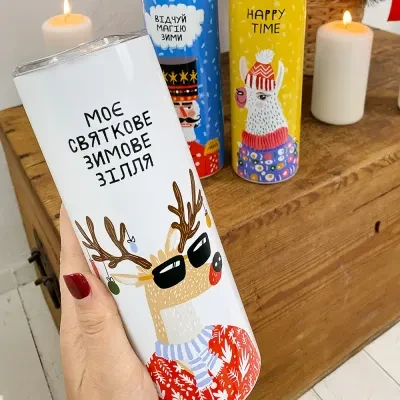 МОЄ
СВЯТКОВЕ
ЗИМОВЕ
ЗІЛЛЯ
ВІДЧУЙ
МАГІЮ
ЗИМИ
HAPPY
TIME